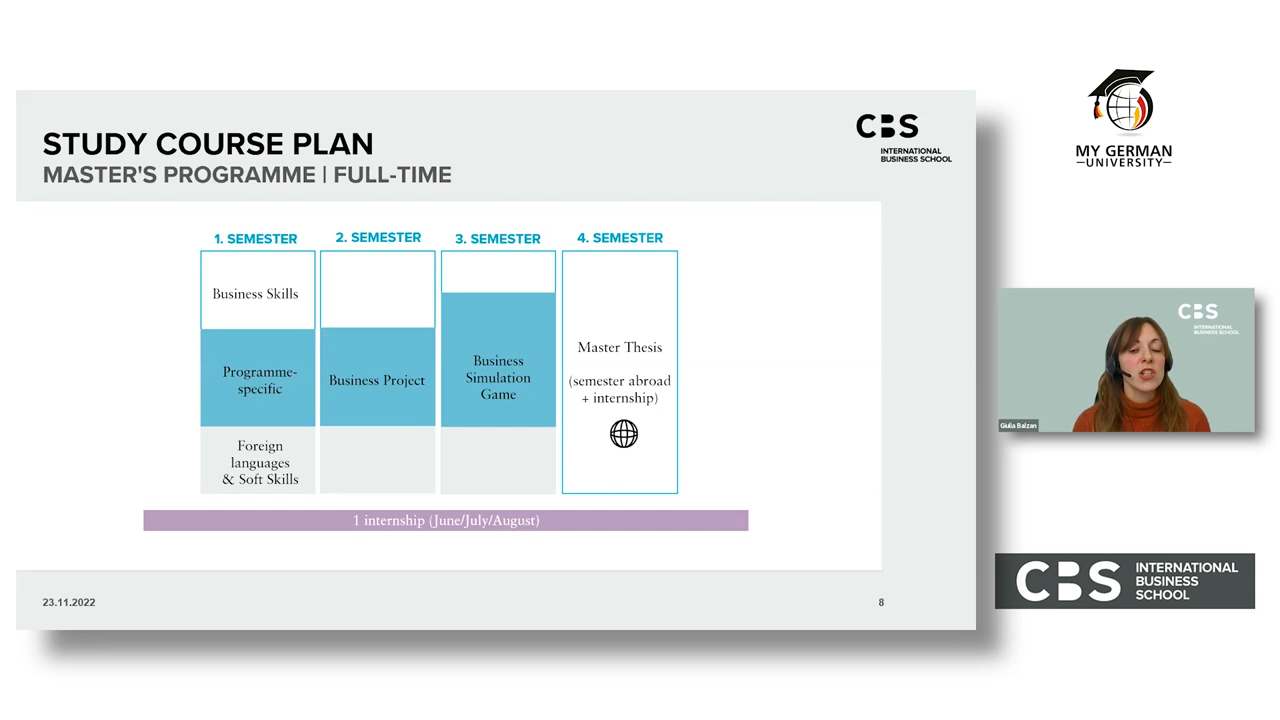 STUDY COURSE PLAN
MASTER'S PROGRAMME | FULL-TIME
CBS
INTERNATIONAL
BUSINESS SCHOOL
1. SEMESTER
2. SEMESTER
3. SEMESTER
4. SEMESTER
Business Skills
Programme-
specific
Foreign
languages
& Soft Skills
Business Project
Business
Simulation
Game
Master Thesis
(semester abroad
+ internship)
1 internship (June/July/August)
23.11.2022
8
MY GERMAN
UNIVERSITY
CBS
INTERNATIONAL
BUSINESS SCHOOL
Giulia Balzan
CBS
INTERNATIONAL
BUSINESS
SCHOOL